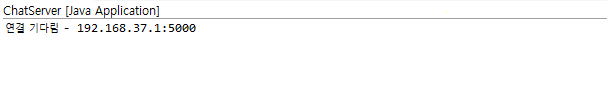 ChatServer [Java Application]
연결 기다림 - 192.168.37.1:5000